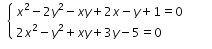 x² − 2y² − xy + 2x − y + 1 = 0
2x² − y² + xy + 3y − 5 = 0